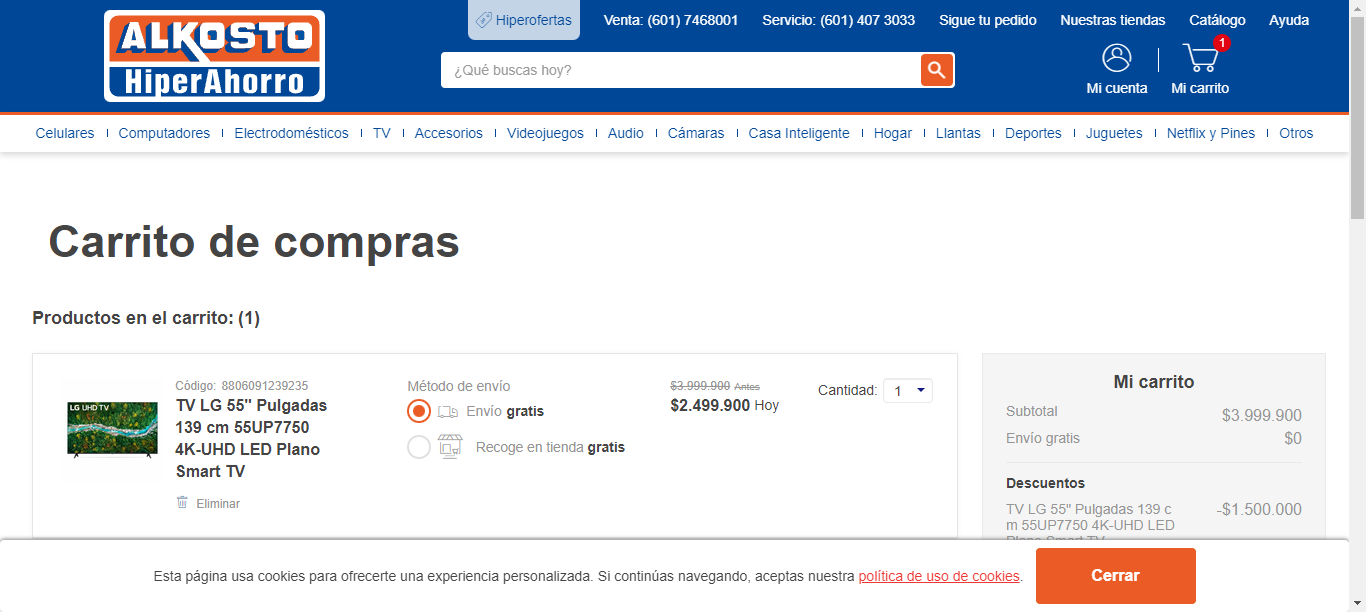 ALKOSTO
HiperAhorro
Hiperofertas
Venta: (601) 7468001
Servicio: (601) 407 3033
Sigue tu pedido
Nuestras tiendas
Catálogo
Ayuda
¿Qué buscas hoy?
1
Mi cuenta
Mi carrito
Celulares
Computadores
Electrodomésticos
TV
Accesorios
Videojuegos
Audio
Cámaras
Casa Inteligente
Hogar
Llantas
Deportes
Juguetes
Netflix y Pines
Otros
Carrito de compras
Productos en el carrito: (1)
LG UHD TV
Código: 8806091239235
TV LG 55" Pulgadas
139 cm 55UP7750
4K-UHD LED Plano
Smart TV
Eliminar
Método de envío
Envío gratis
Recoge en tienda gratis
$3.999.900 Antes
$2.499.900 Hoy
Cantidad: 1
Mi carrito
Subtotal $3.999.900
Envío gratis $0
Descuentos
TV LG 55" Pulgadas 139 c -$1.500.000
m 55UP7750 4K-UHD LED
Plano Smart TV
Esta página usa cookies para ofrecerte una experiencia personalizada. Si continúas navegando, aceptas nuestra política de uso de cookies.
Cerrar